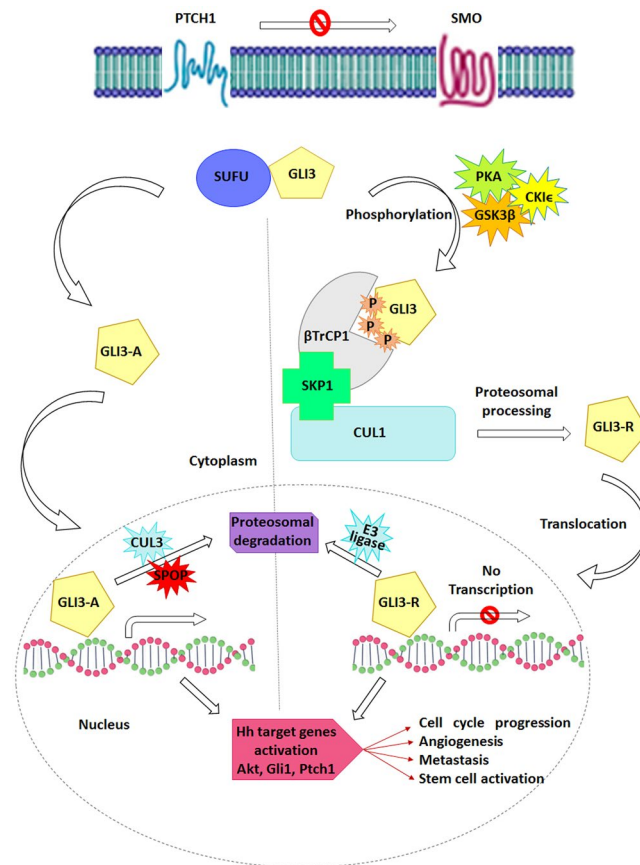 PTCH1
SMO
SUFU
GLI3
PKA
CKIϵ
GSK3β
Phosphorylation
GLI3
P
P
P
βTrCP1
GLI3-A
SKP1
CUL1
Proteosomal
processing
GLI3-R
Cytoplasm
Translocation
CUL3
SPOP
Proteosomal
degradation
E3
ligase
GLI3-A
GLI3-R
No
Transcription
Nucleus
Hh target genes
activation
Akt, Gli1, Ptch1
Cell cycle progression
Angiogenesis
Metastasis
Stem cell activation